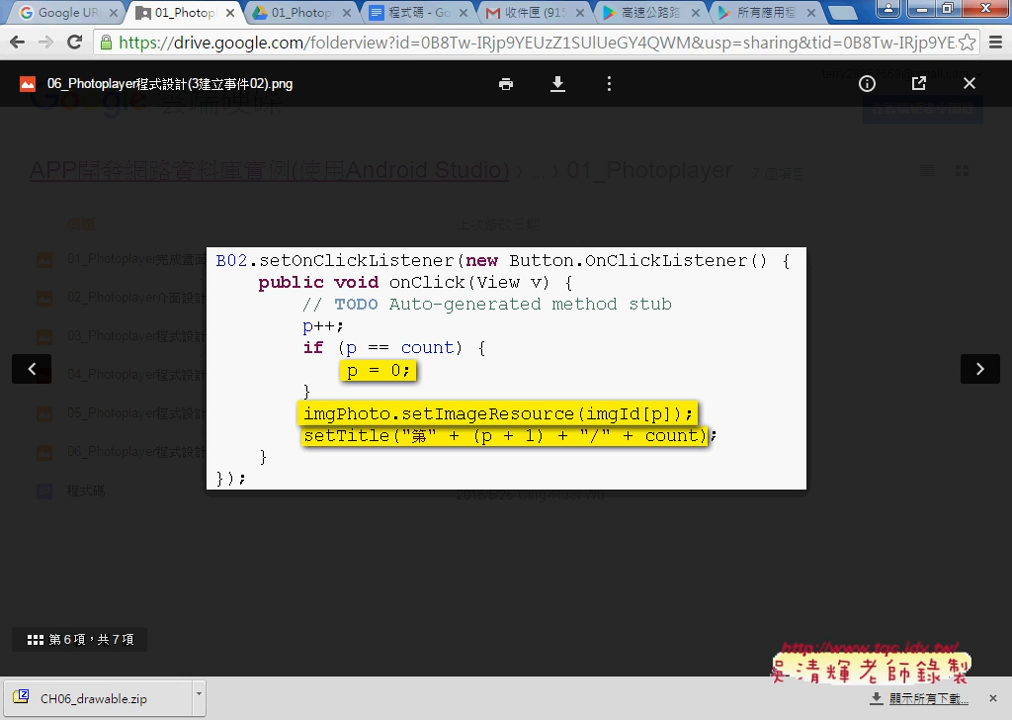 Google UR
01_Photop
01_Photop
程式碼 - Go
收件匣 (915
高速公路路
所有應用程
https://drive.google.com/folderview?id=0B8Tw-IRjp9YEUzZ1SUlUeGY4QWM&usp=sharing&tid=0B8Tw-IRjp9YE
06_Photoplayer程式設計(3建立事件02).png
Google 雲端硬碟
APP開發網路資料庫實例(使用Android Studio) › ... › 01_Photoplayer 7 個項目
01_Photoplayer完成畫面
02_Photoplayer介面設計
03_Photoplayer程式設計
04_Photoplayer程式設計
05_Photoplayer程式設計
06_Photoplayer程式設計
程式碼
B02.setOnClickListener(new Button.OnClickListener() {
public void onClick(View v) {
// TODO Auto-generated method stub
p++;
if (p == count) {
p = 0;
}
imgPhoto.setImageResource(imgId[p]);
setTitle("第" + (p + 1) + "/" + count);
}
});
第 6 項，共 7 項
http://www.tqc.idv.tw/
吳清輝老師錄製
CH06_drawable.zip
顯示所有下載...